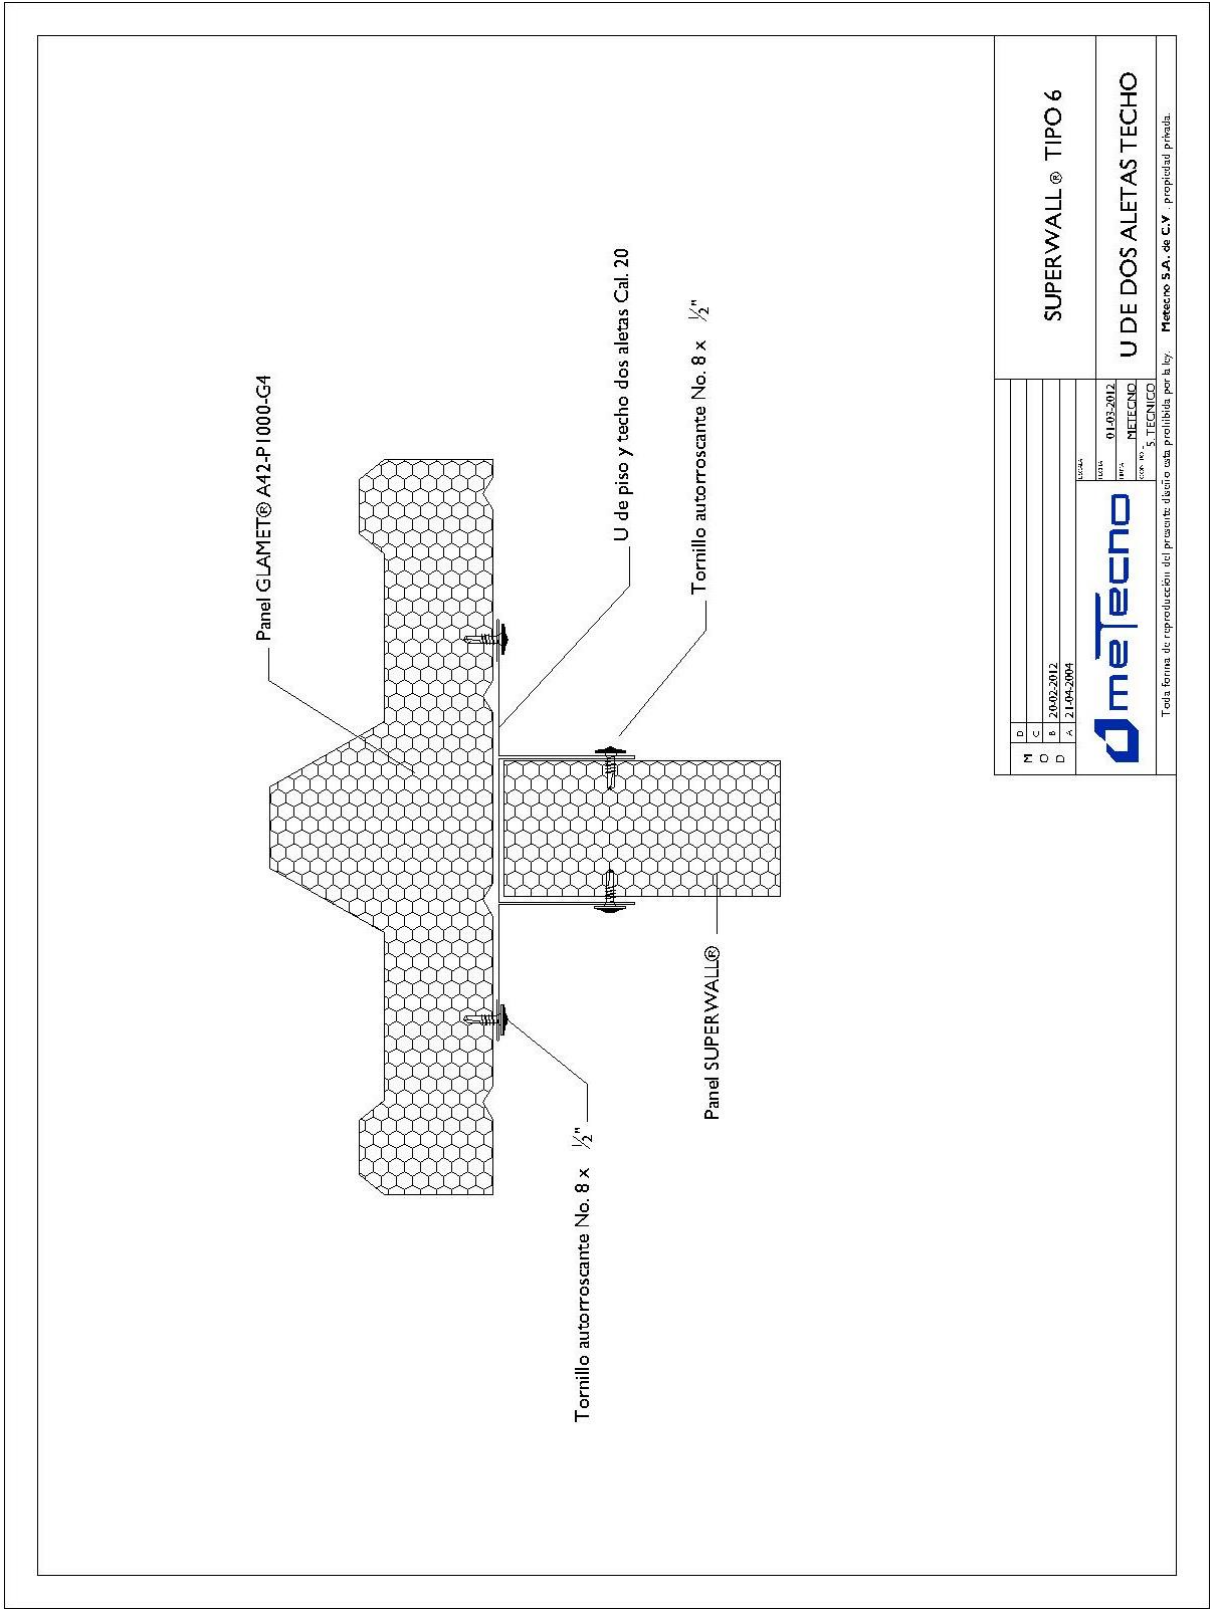 Panel GLAMET® A42-P1000-G4
U de piso y techo dos aletas Cal. 20
Tornillo autorroscante No. 8 x ½"
Tornillo autorroscante No. 8 x ½"
Panel SUPERWALL®
M
O
D
D
C
B 20-02-2012
A 21-04-2004
SUPERWALL® TIPO 6
meTecno
ESCALA
FECHA 01-03-2012
METECNO
S. TECNICO
U DE DOS ALETAS TECHO
Toda forma de reproducción del presente diseño esta prohibida por la ley. Metecno S.A. de C.V. propiedad privada.